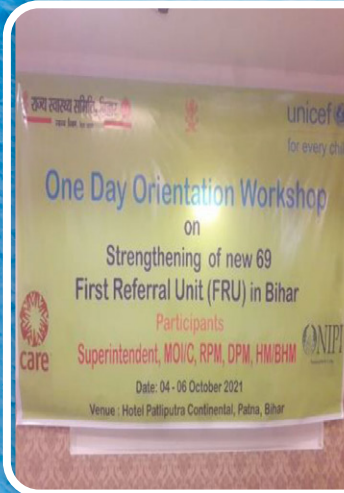 राज्य स्वास्थ्य समिति, बिहार
unicef
for every chi
One Day Orientation Workshop
on
Strengthening of new 69
First Referral Unit (FRU) in Bihar
Participants
Superintendent, MOI/C, RPM, DPM, HM/BHM
care
NIPI
Date: 04 - 06 October 2021
Venue : Hotel Patliputra Continental, Patna, Bihar